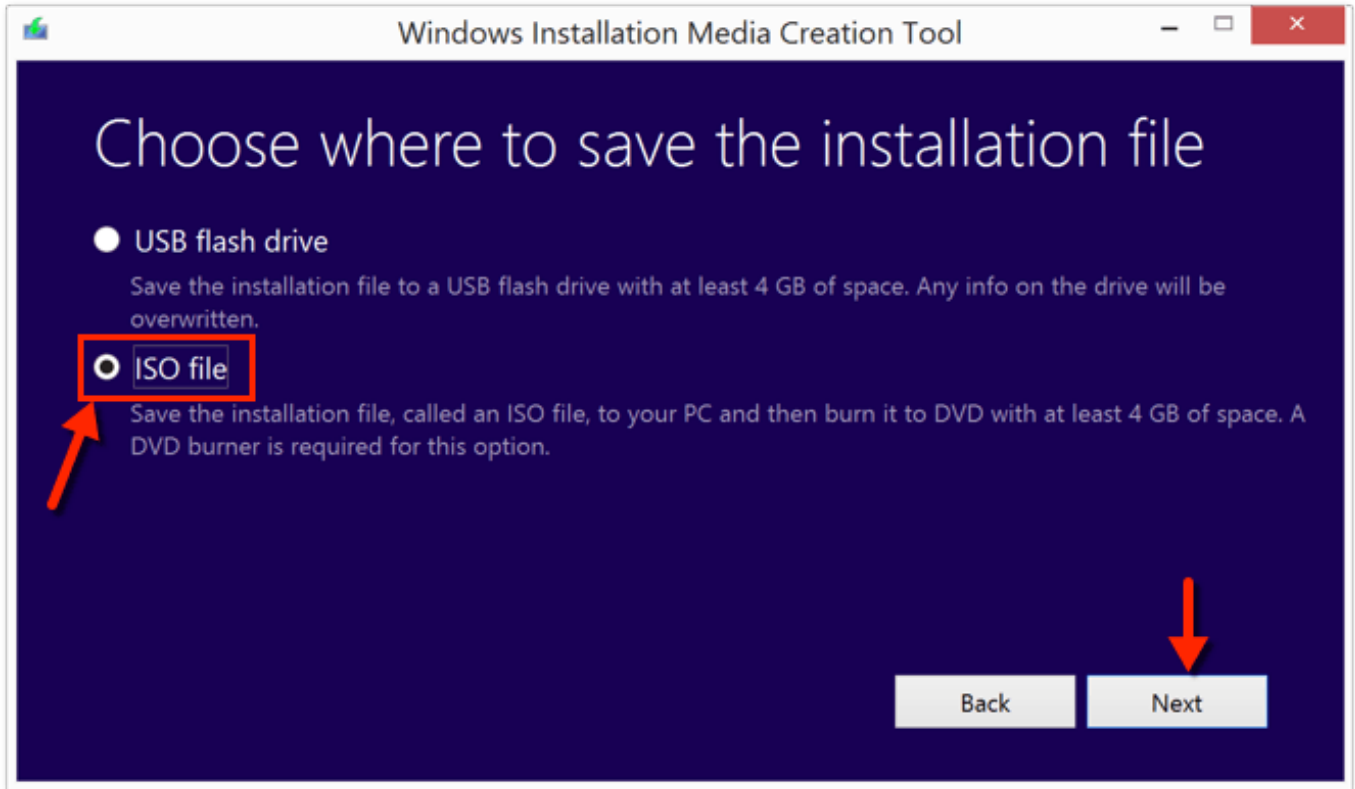 Windows Installation Media Creation Tool
Choose where to save the installation file
USB flash drive
Save the installation file to a USB flash drive with at least 4 GB of space. Any info on the drive will be
overwritten.
ISO file
Save the installation file, called an ISO file, to your PC and then burn it to DVD with at least 4 GB of space. A
DVD burner is required for this option.
Back
Next